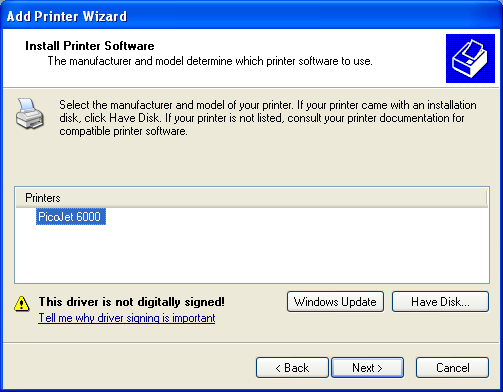 Add Printer Wizard
Install Printer Software
The manufacturer and model determine which printer software to use.
Select the manufacturer and model of your printer. If your printer came with an installation
disk, click Have Disk. If your printer is not listed, consult your printer documentation for
compatible printer software.
Printers
PicoJet 6000
This driver is not digitally signed!
Tell me why driver signing is important
Windows Update
Have Disk...
< Back
Next >
Cancel